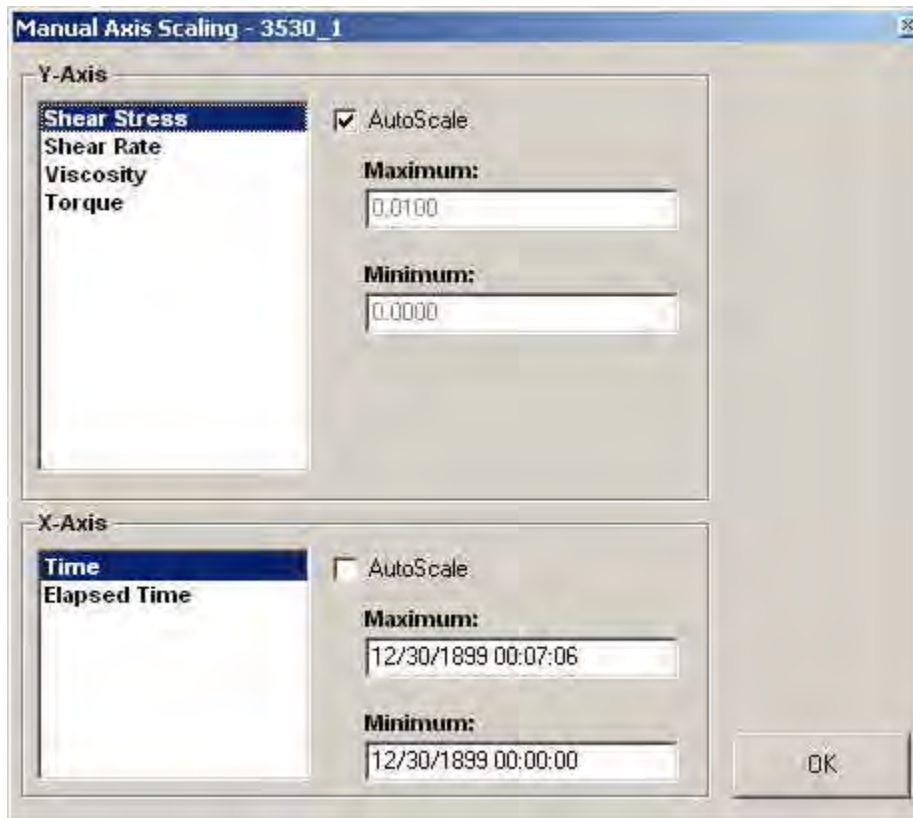 Manual Axis Scaling - 3530_1
Y-Axis
Shear Stress
Shear Rate
Viscosity
Torque
AutoScale
Maximum:
0.0100
Minimum:
0.0000
X-Axis
Time
Elapsed Time
AutoScale
Maximum:
12/30/1899 00:07:06
Minimum:
12/30/1899 00:00:00
OK